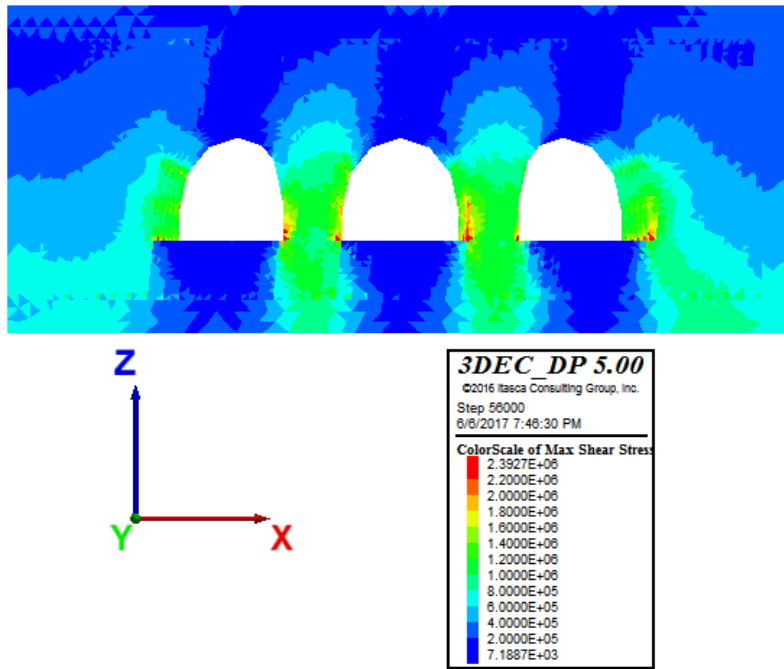 Z
Y
X
3DEC_DP 5.00
©2016 Itasca Consulting Group, Inc.
Step 56000
6/6/2017 7:46:30 PM
ColorScale of Max Shear Stress
2.3927E+06
2.2000E+06
2.0000E+06
1.8000E+06
1.6000E+06
1.4000E+06
1.2000E+06
1.0000E+06
8.0000E+05
6.0000E+05
4.0000E+05
2.0000E+05
7.1887E+03